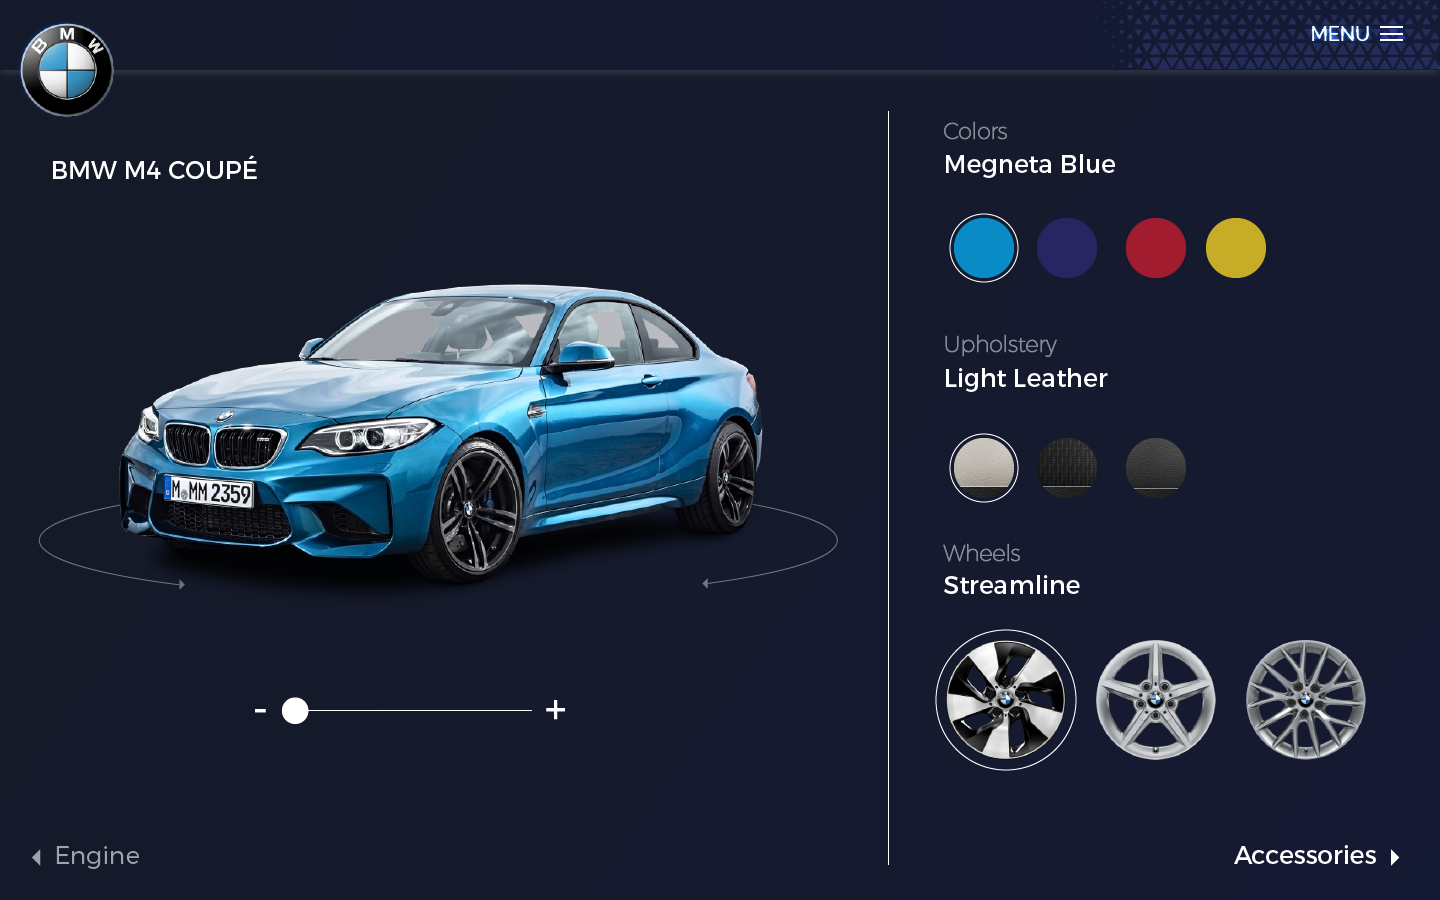 BMW
MENU
BMW M4 COUPÉ
Colors
Megneta Blue
Upholstery
Light Leather
M MM 2359
Wheels
Streamline
- +
Engine
Accessories